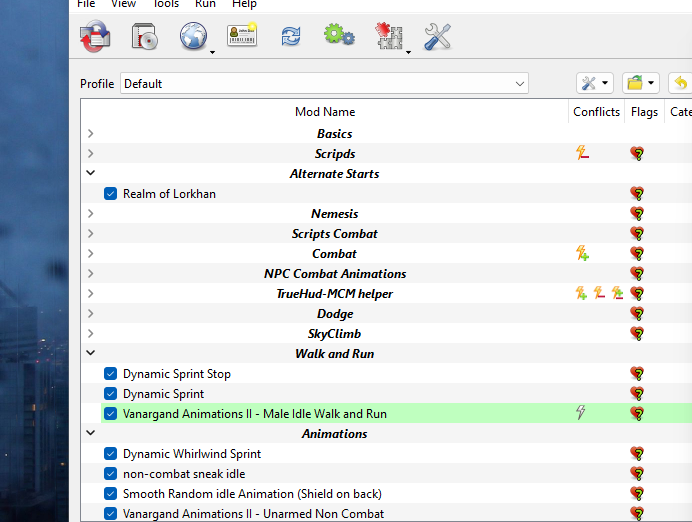 File View Tools Run Help
Profile Default
Mod Name Conflicts Flags Cate
Basics
Scripds
Alternate Starts
Realm of Lorkhan
Nemesis
Scripts Combat
Combat
NPC Combat Animations
TrueHud-MCM helper
Dodge
SkyClimb
Walk and Run
Dynamic Sprint Stop
Dynamic Sprint
Vanargand Animations II - Male Idle Walk and Run
Animations
Dynamic Whirlwind Sprint
non-combat sneak idle
Smooth Random idle Animation (Shield on back)
Vanargand Animations II - Unarmed Non Combat